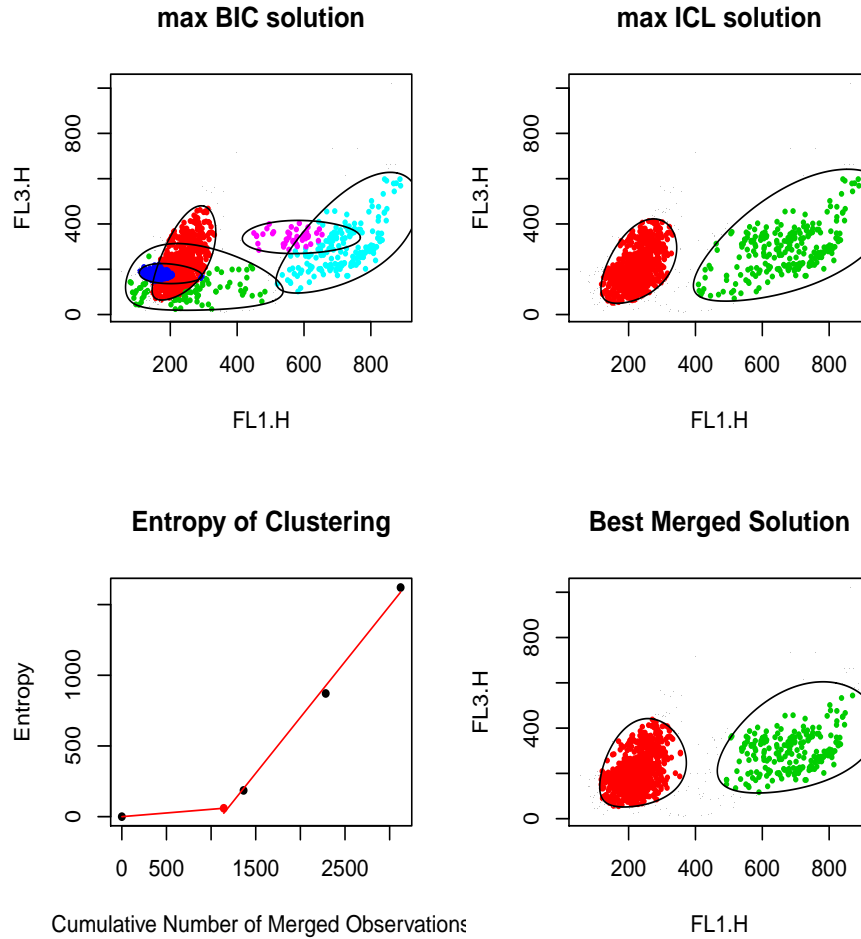 max BIC solution
FL3.H
0 400 800
200 400 600 800
FL1.H
max ICL solution
FL3.H
0 400 800
200 400 600 800
FL1.H
Entropy of Clustering
Entropy
0 500 1000
0 500 1500 2500
Cumulative Number of Merged Observations
Best Merged Solution
FL3.H
0 400 800
200 400 600 800
FL1.H